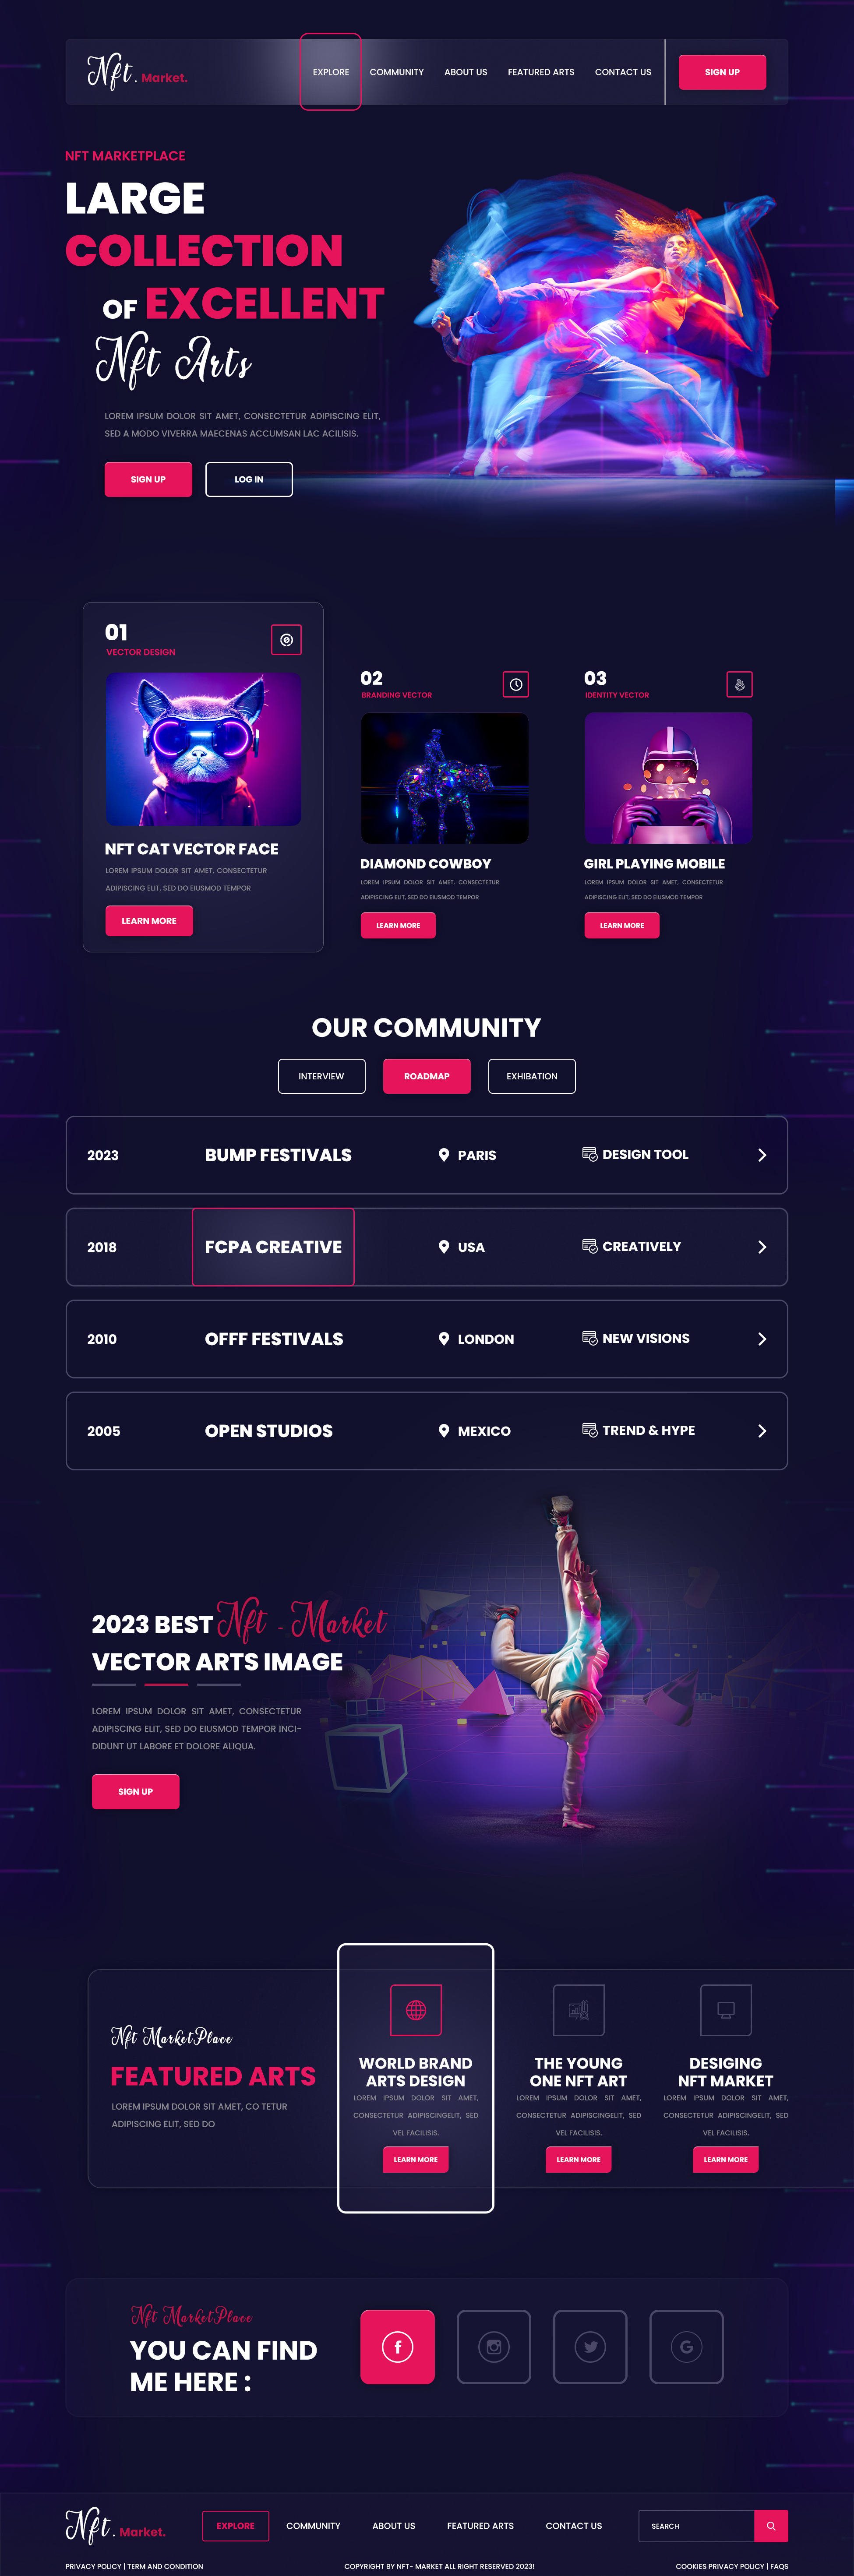 Nft. Market.
EXPLORE
COMMUNITY
ABOUT US
FEATURED ARTS
CONTACT US
SIGN UP
NFT MARKETPLACE
LARGE
COLLECTION
OF EXCELLENT
Nft Arts
LOREM IPSUM DOLOR SIT AMET, CONSECTETUR ADIPISCING ELIT,
SED A MODO VIVERRA MAECENAS ACCUMSAN LAC ACILISIS.
SIGN UP
LOG IN
01
VECTOR DESIGN
NFT CAT VECTOR FACE
LOREM IPSUM DOLOR SIT AMET, CONSECTETUR
ADIPISCING ELIT, SED DO EIUSMOD TEMPOR
LEARN MORE
02
BRANDING VECTOR
DIAMOND COWBOY
LOREM IPSUM DOLOR SIT AMET, CONSECTETUR
ADIPISCING ELIT, SED DO EIUSMOD TEMPOR
LEARN MORE
03
IDENTITY VECTOR
GIRL PLAYING MOBILE
LOREM IPSUM DOLOR SIT AMET, CONSECTETUR
ADIPISCING ELIT, SED DO EIUSMOD TEMPOR
LEARN MORE
OUR COMMUNITY
INTERVIEW
ROADMAP
EXHIBATION
2023 BUMP FESTIVALS PARIS DESIGN TOOL
2018 FCPA CREATIVE USA CREATIVELY
2010 OFFF FESTIVALS LONDON NEW VISIONS
2005 OPEN STUDIOS MEXICO TREND & HYPE
2023 BEST Nft - Market
VECTOR ARTS IMAGE
LOREM IPSUM DOLOR SIT AMET, CONSECTETUR
ADIPISCING ELIT, SED DO EIUSMOD TEMPOR INCI-
DIDUNT UT LABORE ET DOLORE ALIQUA.
SIGN UP
Nft MarketPlace
FEATURED ARTS
LOREM IPSUM DOLOR SIT AMET, CO TETUR
ADIPISCING ELIT, SED DO
WORLD BRAND
ARTS DESIGN
LOREM IPSUM DOLOR SIT AMET,
CONSECTETUR ADIPISCINGELIT, SED
VEL FACILISIS.
LEARN MORE
THE YOUNG
ONE NFT ART
LOREM IPSUM DOLOR SIT AMET,
CONSECTETUR ADIPISCINGELIT, SED
VEL FACILISIS.
LEARN MORE
DESIGING
NFT MARKET
LOREM IPSUM DOLOR SIT AMET,
CONSECTETUR ADIPISCINGELIT, SED
VEL FACILISIS.
LEARN MORE
Nft MarketPlace
YOU CAN FIND
ME HERE :
Nft. Market.
EXPLORE
COMMUNITY
ABOUT US
FEATURED ARTS
CONTACT US
SEARCH
PRIVACY POLICY | TERM AND CONDITION
COPYRIGHT BY NFT- MARKET ALL RIGHT RESERVED 2023!
COOKIES PRIVACY POLICY | FAQS